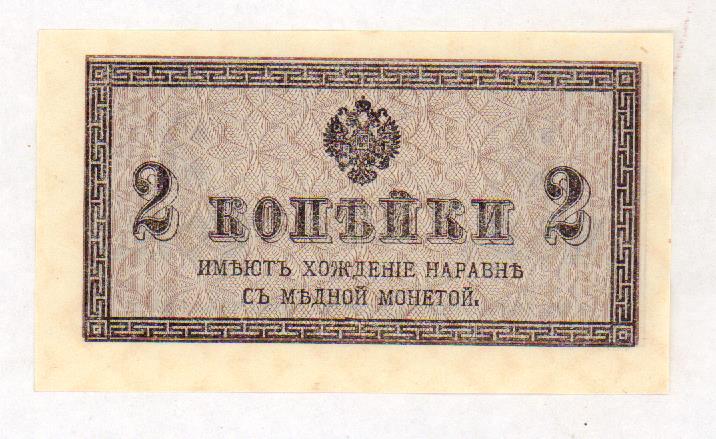 2 КОПѢЙКИ 2
ИМѢЮТЪ ХОЖДЕНІЕ НАРАВНѢ
СЪ МѢДНОЙ МОНЕТОЙ.